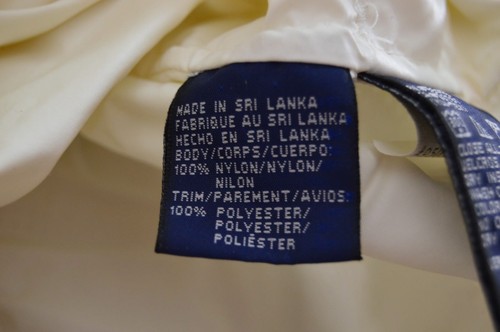 MADE IN SRI LANKA
FABRIQUE AU SRI LANKA
HECHO EN SRI LANKA
BODY/CORPS/CUERPO:
100% NYLON/NYLON/
NILON
TRIM/PAREMENT/AVIOS:
100% POLYESTER/
POLYESTER/
POLIÉSTER